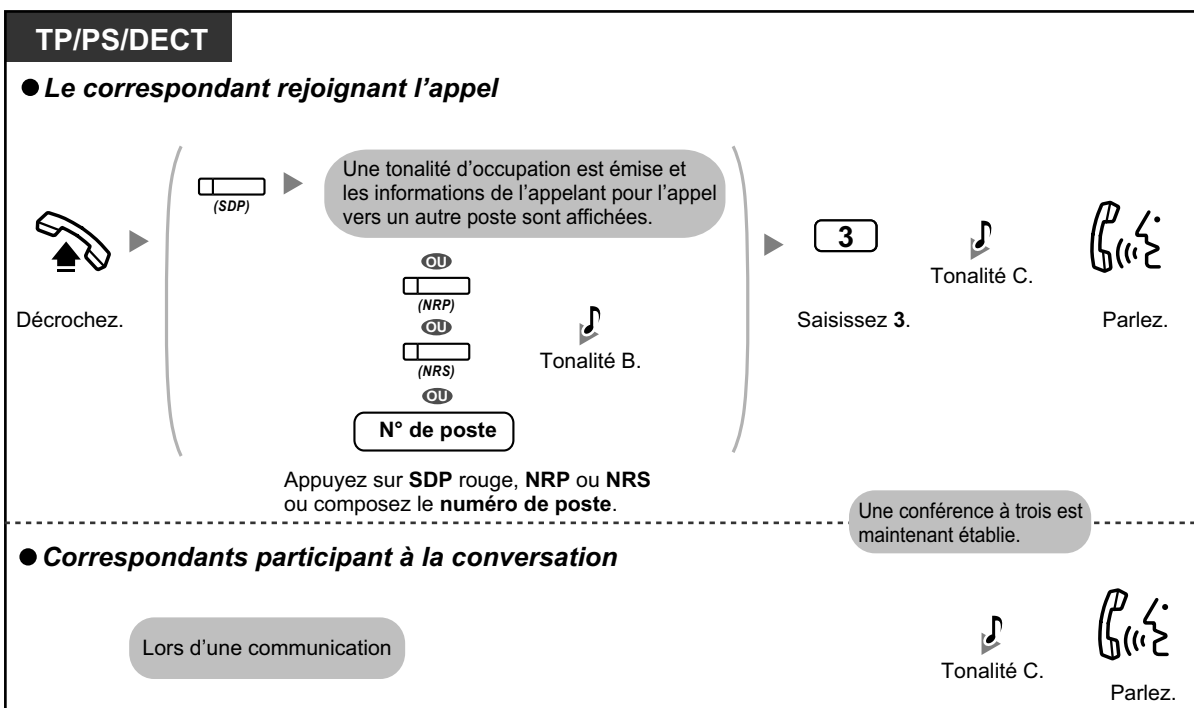 TP/PS/DECT
● Le correspondant rejoignant l’appel
(SDP)
Une tonalité d’occupation est émise et
les informations de l’appelant pour l’appel
vers un autre poste sont affichées.
OU
(NRP)
OU
(NRS)
OU
N° de poste
Tonalité B.
3
Tonalité C.
Décrochez.
Saisissez 3.
Parlez.
Appuyez sur SDP rouge, NRP ou NRS
ou composez le numéro de poste.
Une conférence à trois est
maintenant établie.
● Correspondants participant à la conversation
Lors d’une communication
Tonalité C.
Parlez.